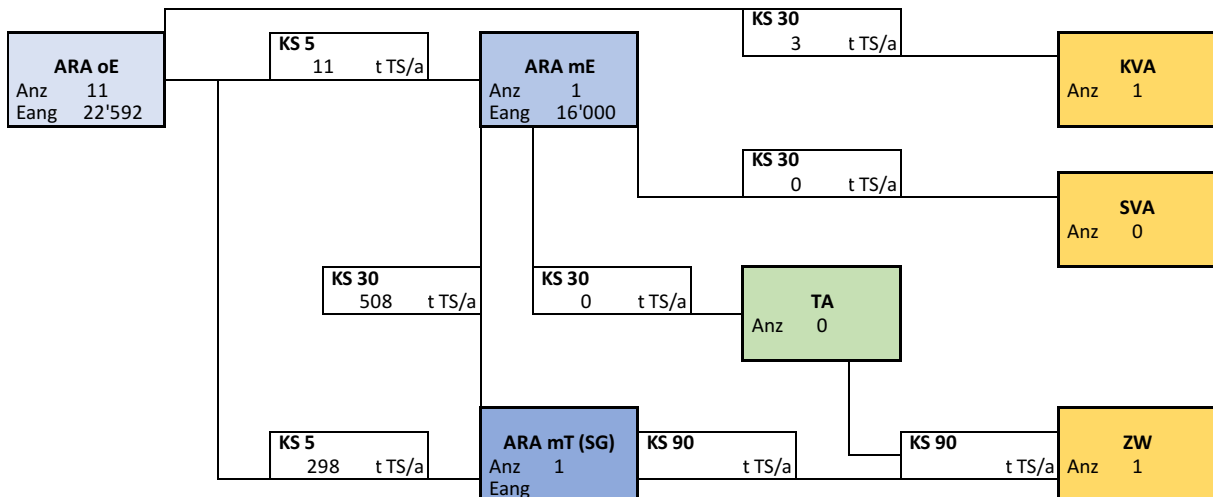 KS 30
3 t TS/a
KS 5
11 t TS/a
ARA oE
Anz 11
Eang 22'592
ARA mE
Anz 1
Eang 16'000
KVA
Anz 1
KS 30
0 t TS/a
SVA
Anz 0
KS 30
508 t TS/a
KS 30
0 t TS/a
TA
Anz 0
KS 5
298 t TS/a
ARA mT (SG)
Anz 1
Eang
KS 90
t TS/a
KS 90
t TS/a
ZW
Anz 1